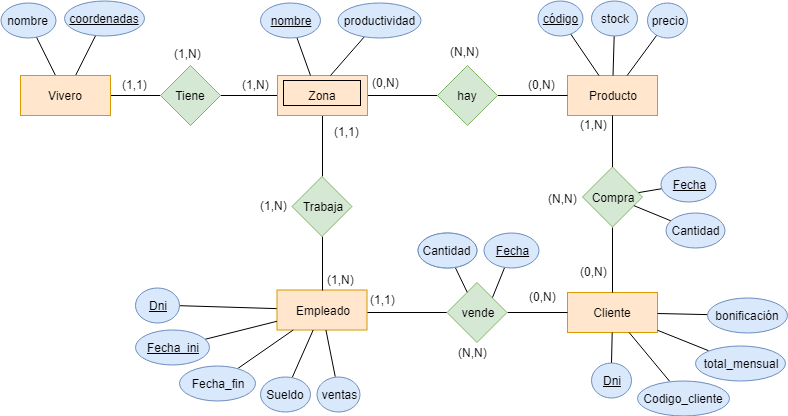 nombre
coordenadas
nombre
productividad
código
stock
precio
(1,N)
(N,N)
Vivero
(1,1)
Tiene
(1,N)
Zona
(0,N)
hay
(0,N)
Producto
(1,1)
(1,N)
(1,N)
Trabaja
(N,N)
Compra
Fecha
Cantidad
Cantidad
Fecha
(1,N)
(0,N)
Dni
Empleado
(1,1)
vende
(0,N)
Cliente
bonificación
Fecha_ini
(N,N)
total_mensual
Fecha_fin
Sueldo
ventas
Dni
Codigo_cliente